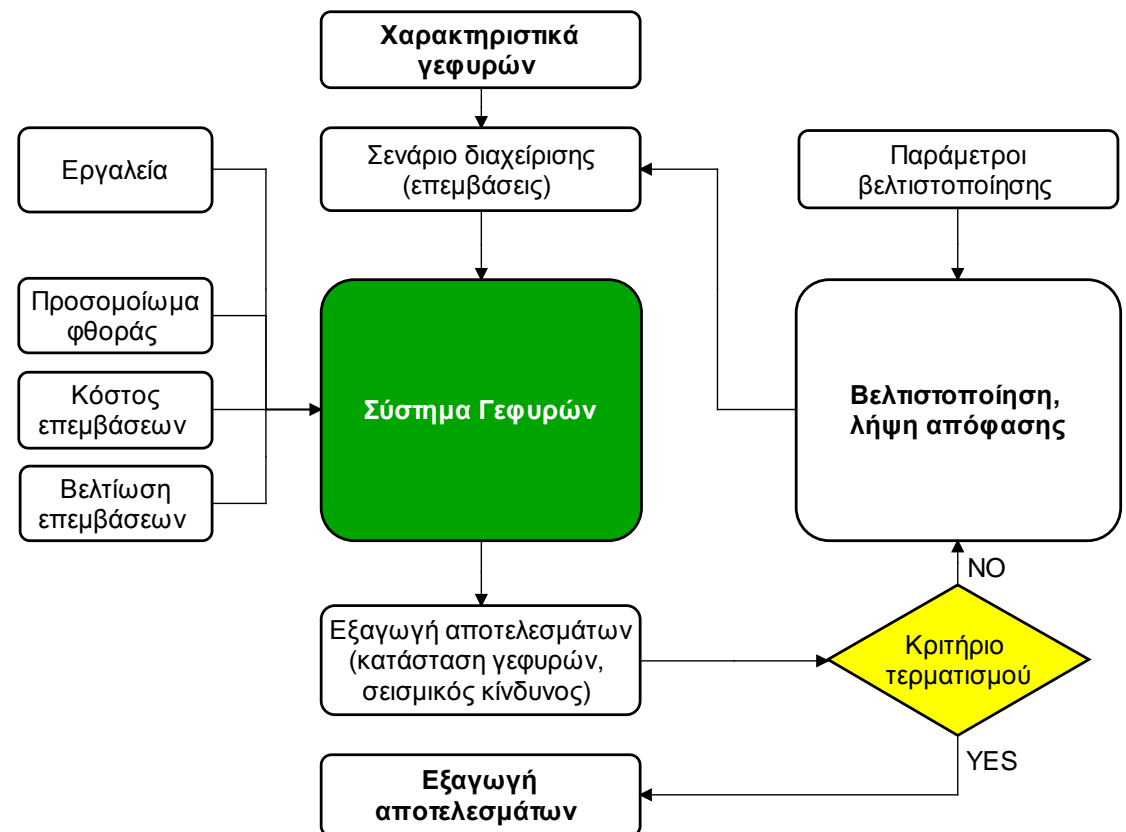 Χαρακτηριστικά
γεφυρών
Εργαλεία
Σενάριο διαχείρισης
(επεμβάσεις)
Παράμετροι
βελτιστοποίησης
Προσομοίωμα
φθοράς
Κόστος
επεμβάσεων
Βελτίωση
επεμβάσεων
Σύστημα Γεφυρών
Βελτιστοποίηση,
λήψη απόφασης
NO
Εξαγωγή αποτελεσμάτων
(κατάσταση γεφυρών,
σεισμικός κίνδυνος)
Κριτήριο
τερματισμού
YES
Εξαγωγή
αποτελεσμάτων